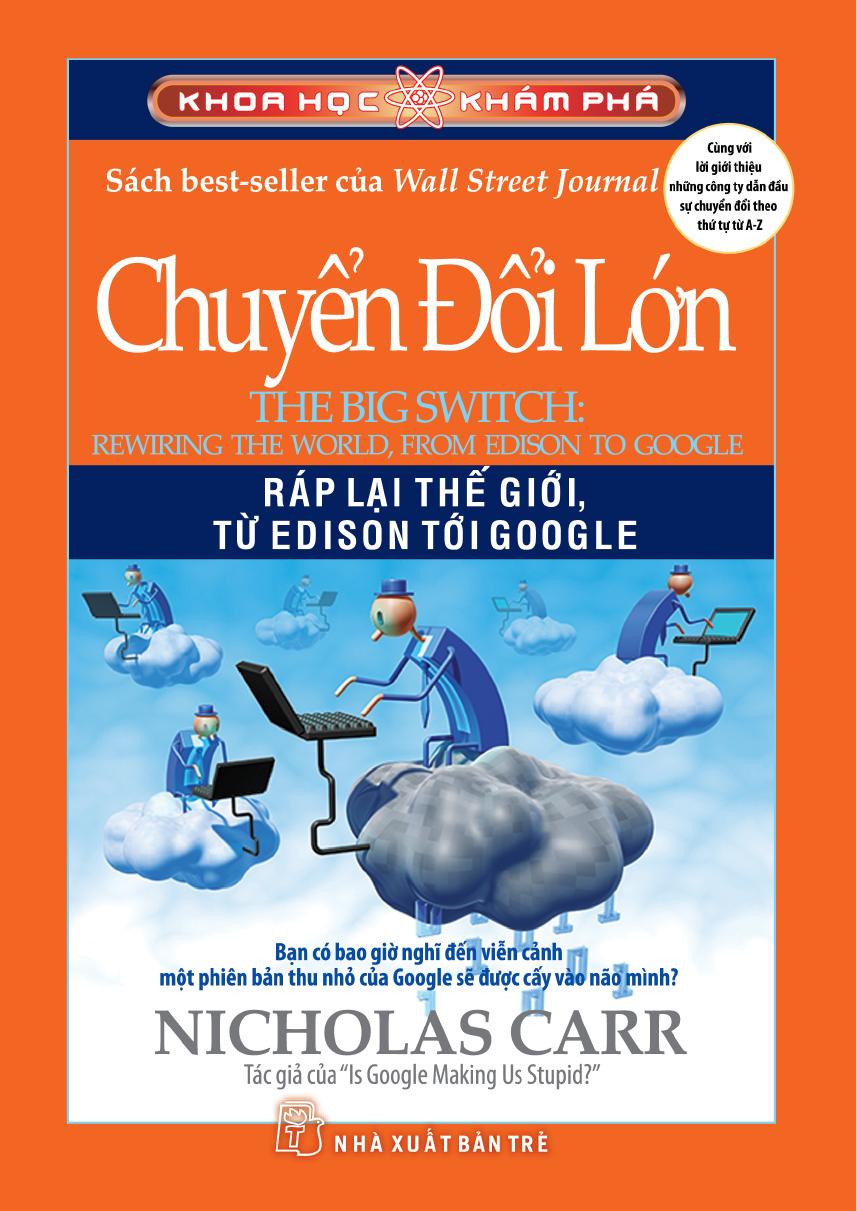 KHOA HỌC KHÁM PHÁ
Cùng với
lời giới thiệu
những công ty dẫn đầu
sự chuyển đổi theo
thứ tự từ A-Z
Sách best-seller của Wall Street Journal
Chuyển Đổi Lớn
THE BIG SWITCH:
REWIRING THE WORLD, FROM EDISON TO GOOGLE
RÁP LẠI THẾ GIỚI,
TỪ EDISON TỚI GOOGLE
Bạn có bao giờ nghĩ đến viễn cảnh
một phiên bản thu nhỏ của Google sẽ được cấy vào não mình?
NICHOLAS CARR
Tác giả của “Is Google Making Us Stupid?”
T
NHÀ XUẤT BẢN TRẺ